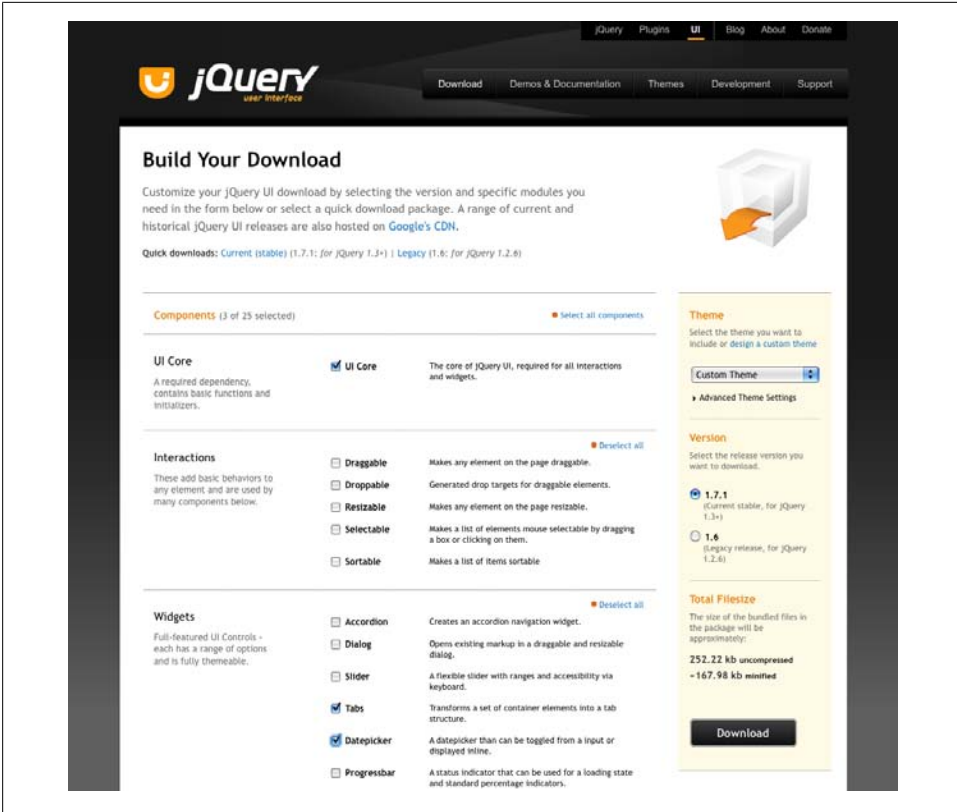 jQuery Plugins UI Blog About Donate
jQuery
user interface
Download Demos & Documentation Themes Development Support
Build Your Download
Customize your jQuery UI download by selecting the version and specific modules you
need in the form below or select a quick download package. A range of current and
historical jQuery UI releases are also hosted on Google's CDN.
Quick downloads: Current (stable) (1.7.1: for jQuery 1.3+) | Legacy (1.6: for jQuery 1.2.6)
Components (3 of 25 selected)
Select all components
UI Core
A required dependency,
contains basic functions and
initializers.
UI Core
The core of jQuery UI, required for all interactions
and widgets.
Interactions
These add basic behaviors to
any element and are used by
many components below.
Deselect all
Draggable Makes any element on the page draggable.
Droppable Generated drop targets for draggable elements.
Resizable Makes any element on the page resizable.
Selectable Makes a list of elements mouse selectable by dragging
a box or clicking on them.
Sortable Makes a list of items sortable
Widgets
Full-featured UI Controls -
each has a range of options
and is fully themeable.
Deselect all
Accordion Creates an accordion navigation widget.
Dialog Opens existing markup in a draggable and resizable
dialog.
Slider A flexible slider with ranges and accessibility via
keyboard.
Tabs Transforms a set of container elements into a tab
structure.
Datepicker A datepicker than can be toggled from a input or
displayed inline.
Progressbar A status indicator that can be used for a loading state
and standard percentage indicators.
Theme
Select the theme you want to
include or design a custom theme
Custom Theme
Advanced Theme Settings
Version
Select the release version you
want to download.
1.7.1
(Current stable, for jQuery
1.3+)
1.6
(Legacy release, for jQuery
1.2.6)
Total Filesize
The size of the bundled files in
the package will be
approximately:
252.22 kb uncompressed
~167.98 kb minified
Download